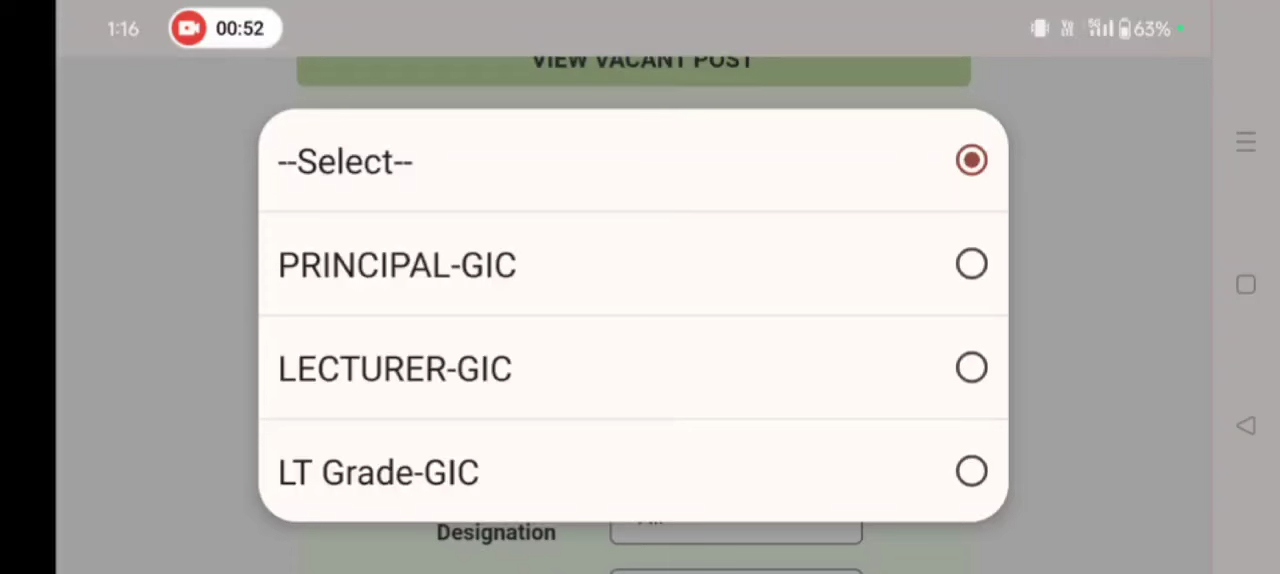 1:16
00:52
63%
VIEW VACANT POST
--Select--
PRINCIPAL-GIC
LECTURER-GIC
LT Grade-GIC
Designation